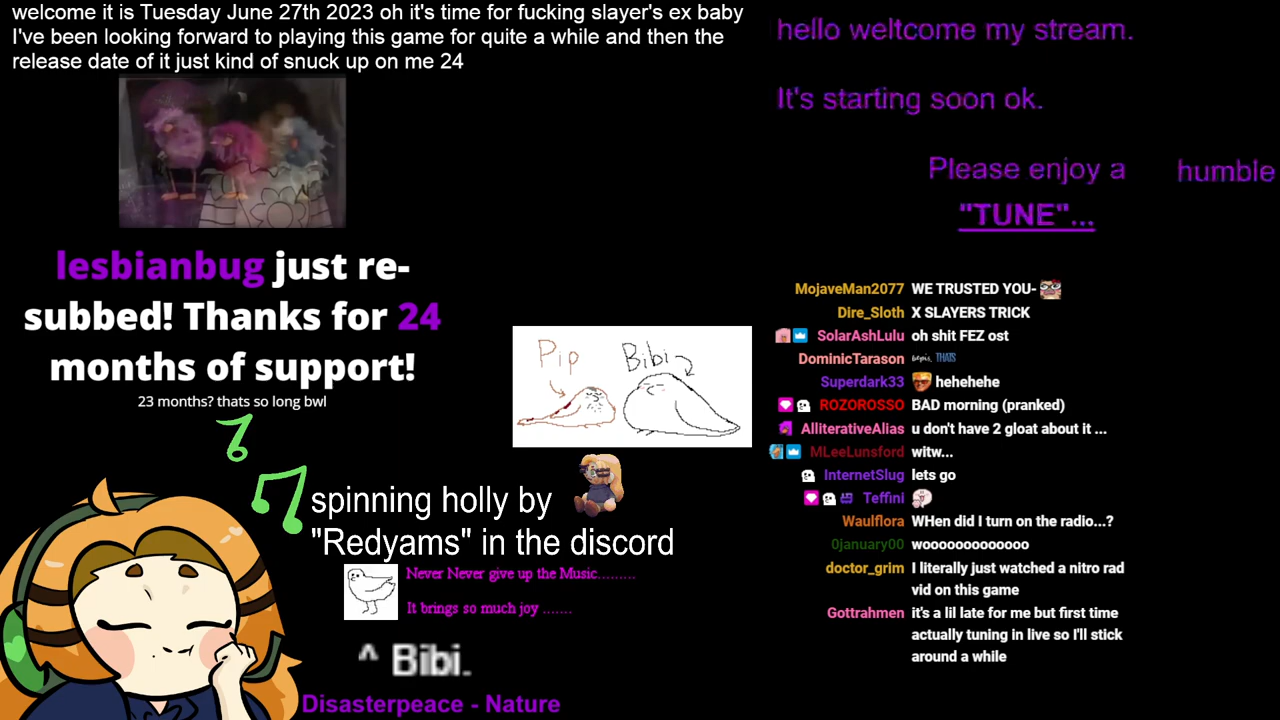 welcome it is Tuesday June 27th 2023 oh it's time for fucking slayer's ex baby
I've been looking forward to playing this game for quite a while and then the
release date of it just kind of snuck up on me 24
lesbianbug just re-
subbed! Thanks for 24
months of support!
23 months? thats so long bwl
Pip
Bibi
spinning holly by
"Redyams" in the discord
Never Never give up the Music.........
It brings so much joy .......
^ Bibi.
Disasterpeace - Nature
hello weltcome my stream.
It's starting soon ok.
Please enjoy a humble
"TUNE"...
MojaveMan2077 WE TRUSTED YOU-
Dire_Sloth X SLAYERS TRICK
SolarAshLulu oh shit FEZ ost
DominicTarason THATS
Superdark33 hehehehe
ROZOROSSO BAD morning (pranked)
AlliterativeAlias u don't have 2 gloat about it ...
MLeeLunsford witw...
InternetSlug lets go
Teffini
Waulflora WHen did I turn on the radio...?
0january00 wooooooooooooo
doctor_grim I literally just watched a nitro rad
vid on this game
Gottrahmen it's a lil late for me but first time
actually tuning in live so I'll stick
around a while